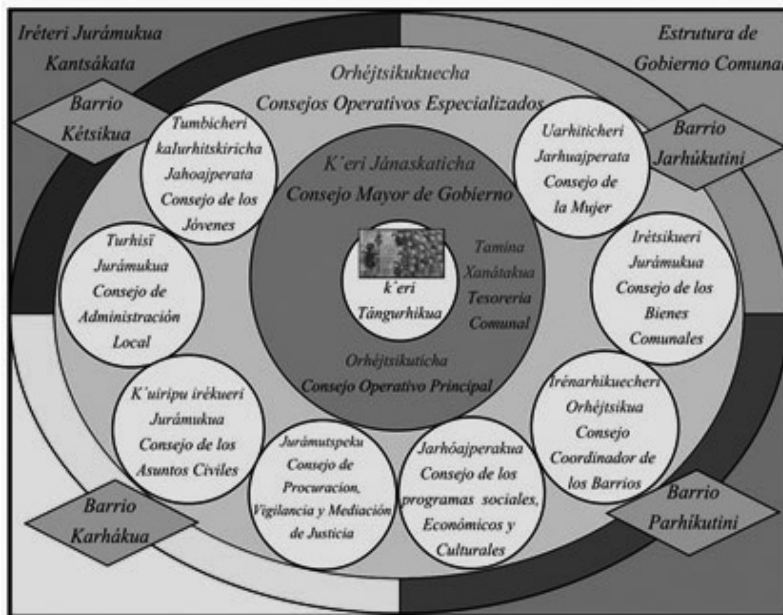 Iréteri Jurámukua
Kantsákata
Estrutura de
Gobierno Comunal
Barrio
Kétsikua
Barrio
Jarhúkutini
Orhéjtsikukuecha
Consejos Operativos Especializados
Tumbicheri
kaIurhitskiricha
Jahoajperata
Consejo de los
Jóvenes
Uarhiticheri
Jarhuajperata
Consejo de
la Mujer
K´eri Jánaskaticha
Consejo Mayor de Gobierno
k´eri
Tángurhikua
Tamina
Xanátakua
Tesoreria
Comunal
Orhéjtsikuticha
Consejo Operativo Principal
Turhisï
Jurámukua
Consejo de
Administración
Local
Irétsikueri
Jurámukua
Consejo de los
Bienes
Comunales
K´uiripu irékueri
Jurámukua
Consejo de los
Asuntos Civiles
Irénarhikuecheri
Orhéjtsikua
Consejo
Coordinador de
los Barrios
Jurámutspeku
Consejo de
Procuracion,
Vigilancia y Mediación
de Justicia
Jarhóajperakua
Consejo de los
programas sociales,
Económicos y
Culturales
Barrio
Karhákua
Barrio
Parhíkutini